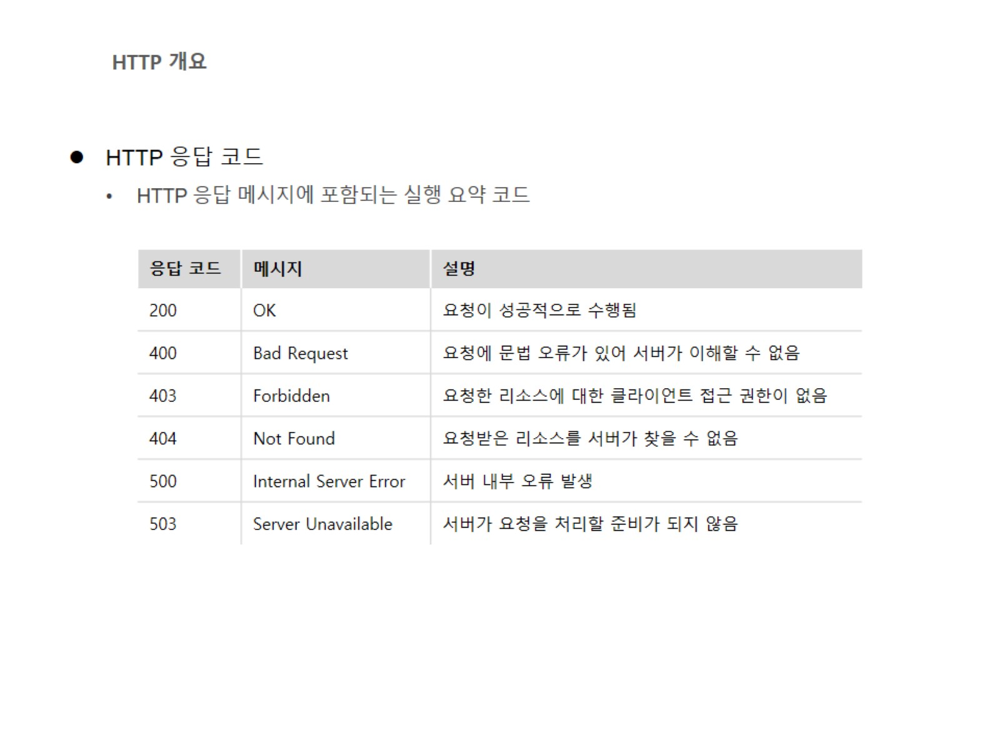 HTTP 개요
● HTTP 응답 코드
• HTTP 응답 메시지에 포함되는 실행 요약 코드
응답 코드 메시지 설명
200 OK 요청이 성공적으로 수행됨
400 Bad Request 요청에 문법 오류가 있어 서버가 이해할 수 없음
403 Forbidden 요청한 리소스에 대한 클라이언트 접근 권한이 없음
404 Not Found 요청받은 리소스를 서버가 찾을 수 없음
500 Internal Server Error 서버 내부 오류 발생
503 Server Unavailable 서버가 요청을 처리할 준비가 되지 않음